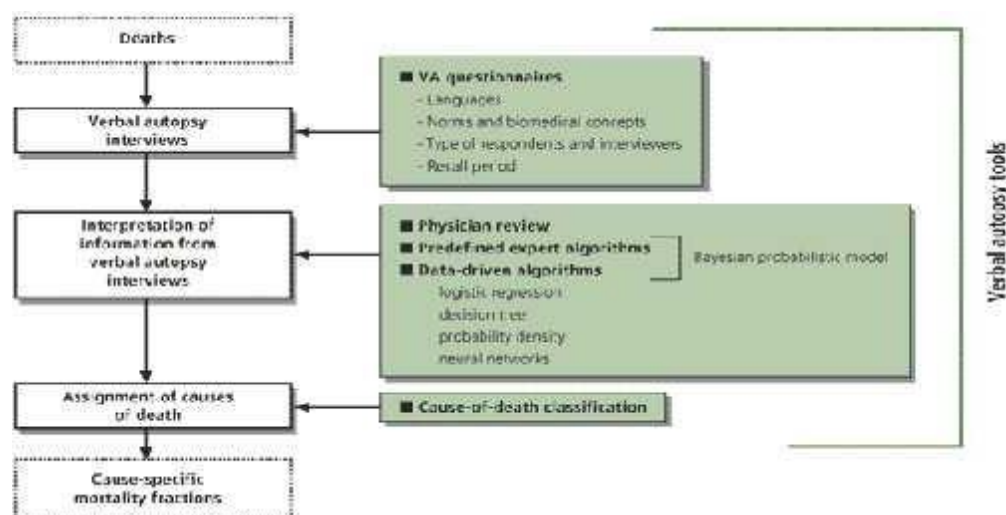 Deaths
Verbal autopsy
interviews
■ VA questionnaires
- Languages
- Norms and biomedical concepts
- Type of respondents and interviewers
- Recall period
Interpretation of
information from
verbal autopsy
interviews
■ Physician review
■ Predefined expert algorithms
■ Data-driven algorithms
Bayesian probabilistic model
logistic regression
decision tree
probability density
neural networks
Assignment of causes
of death
■ Cause-of-death classification
Cause-specific
mortality fractions
Verbal autopsy tools